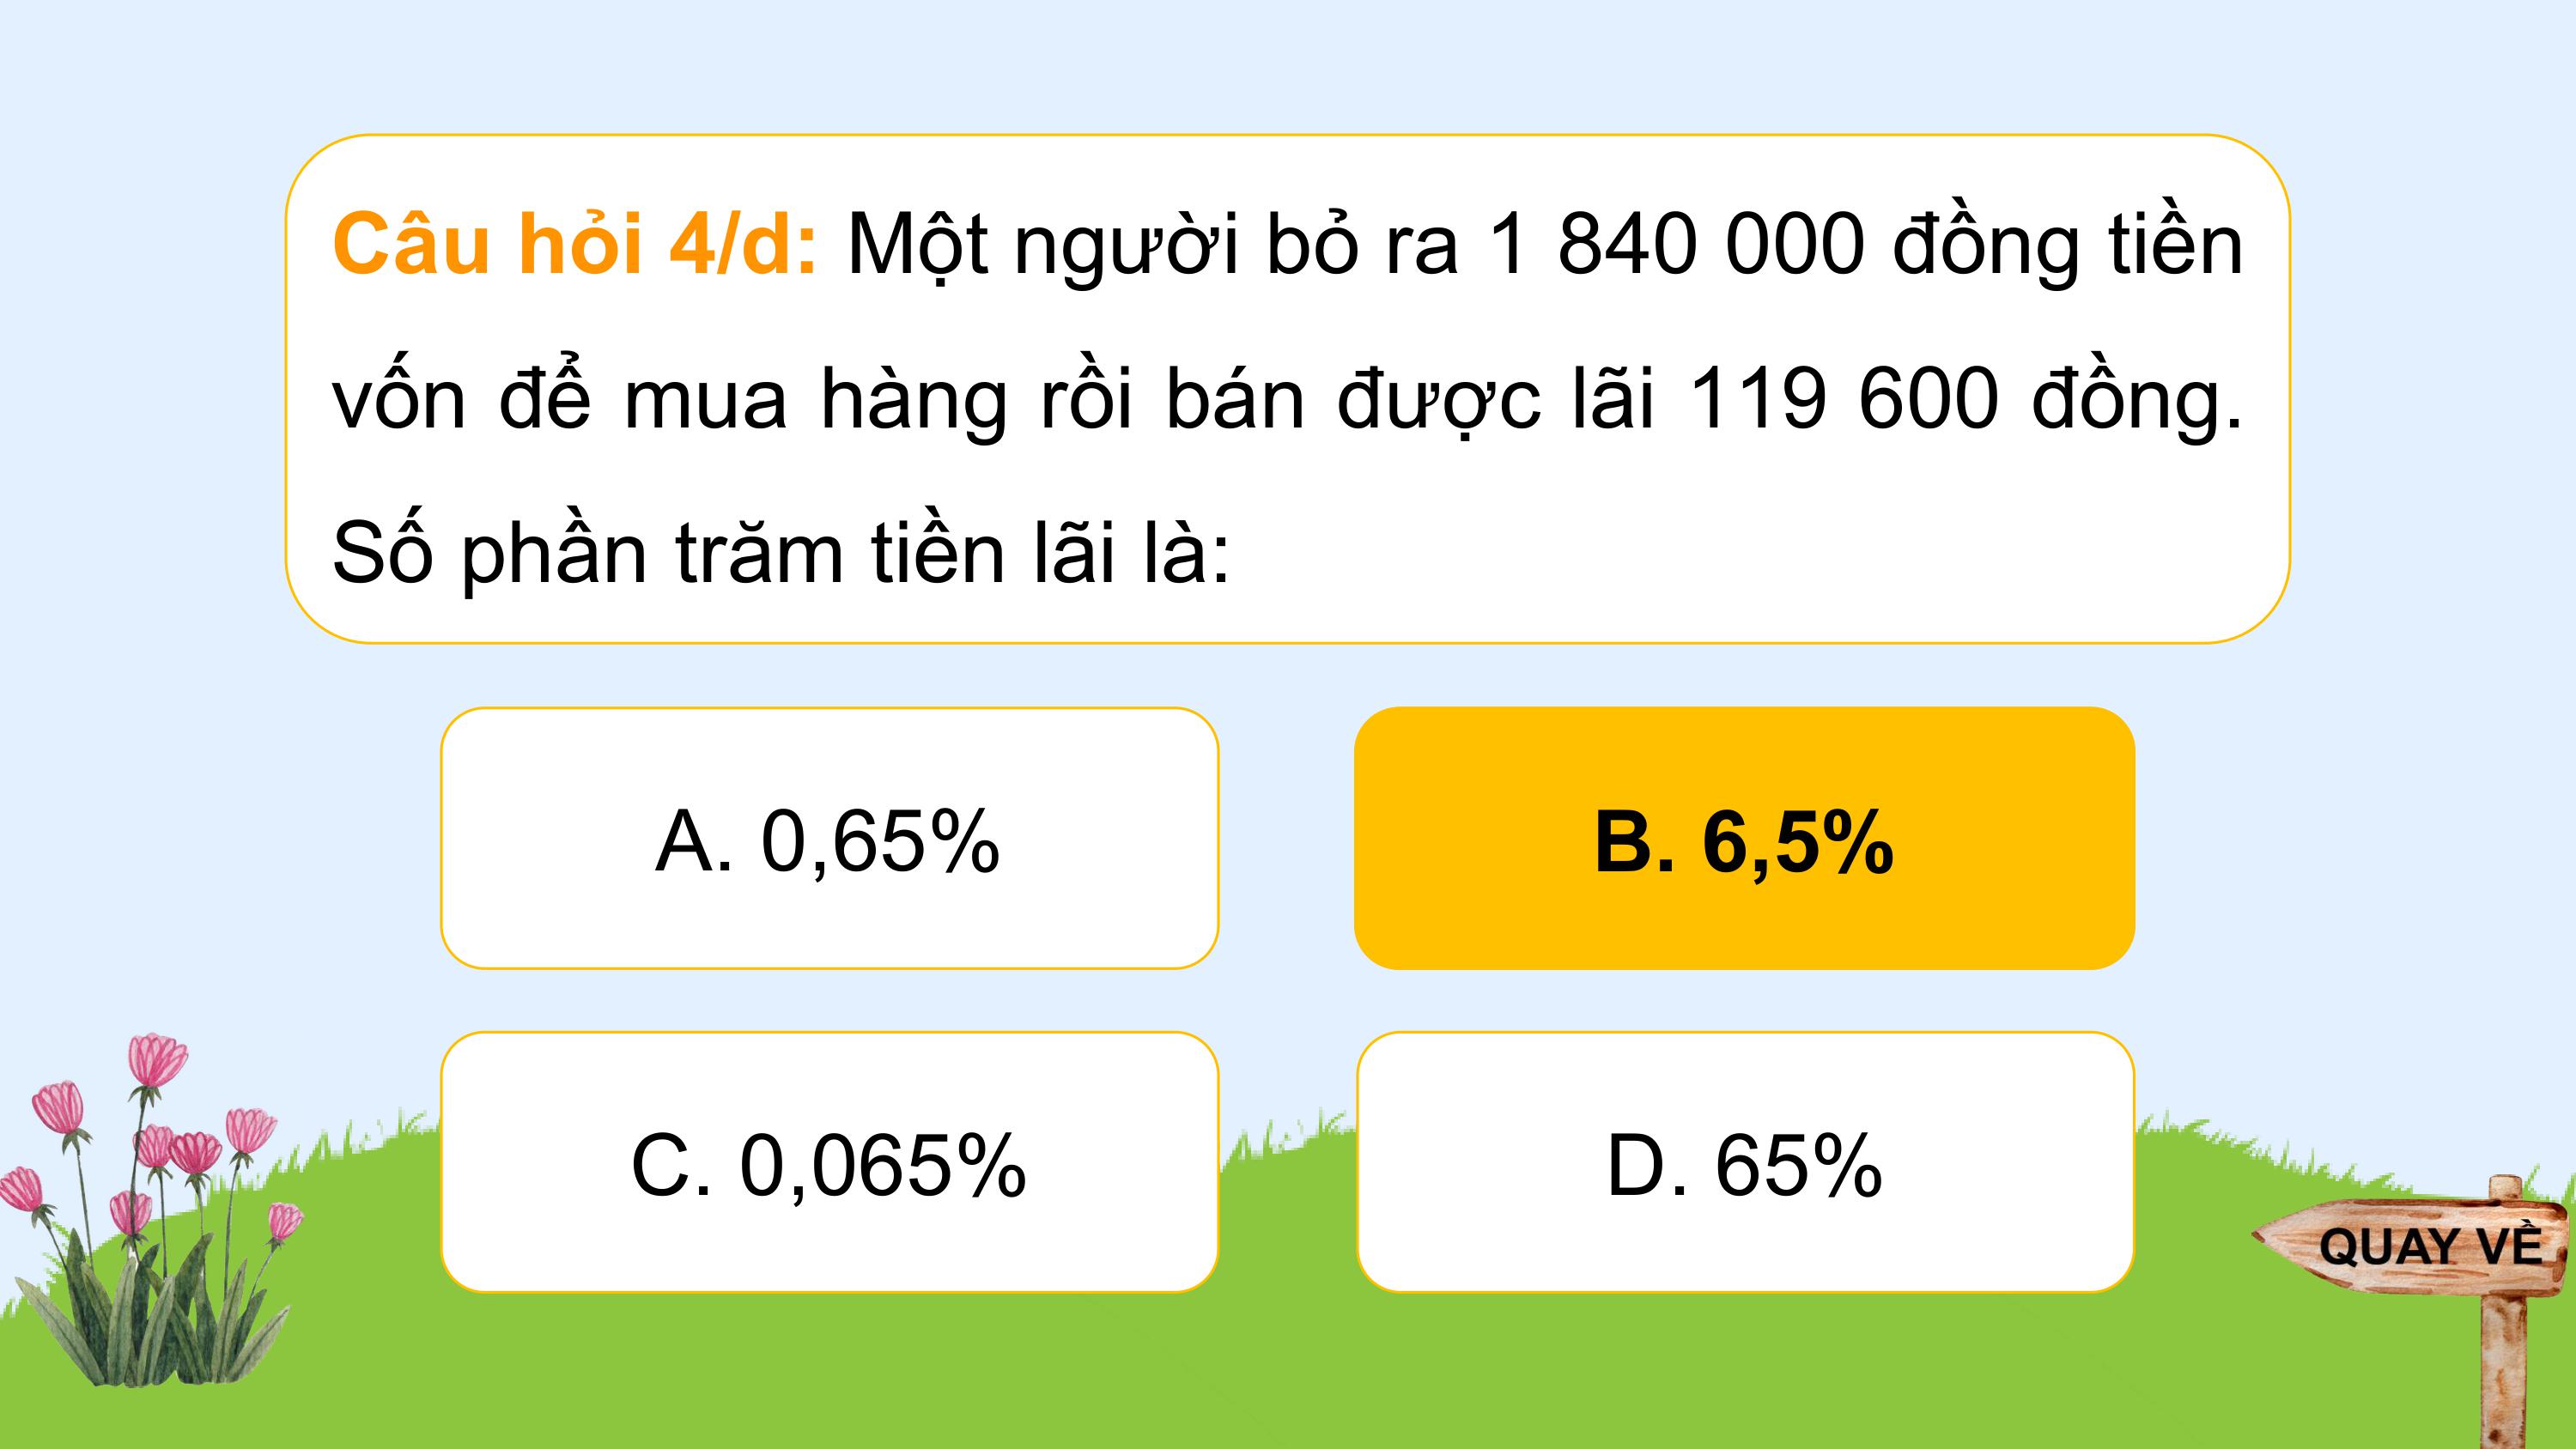 Câu hỏi 4/d: Một người bỏ ra 1 840 000 đồng tiền
vốn để mua hàng rồi bán được lãi 119 600 đồng.
Số phần trăm tiền lãi là:
A. 0,65%
B. 6,5%
C. 0,065%
D. 65%
QUAY VỀ